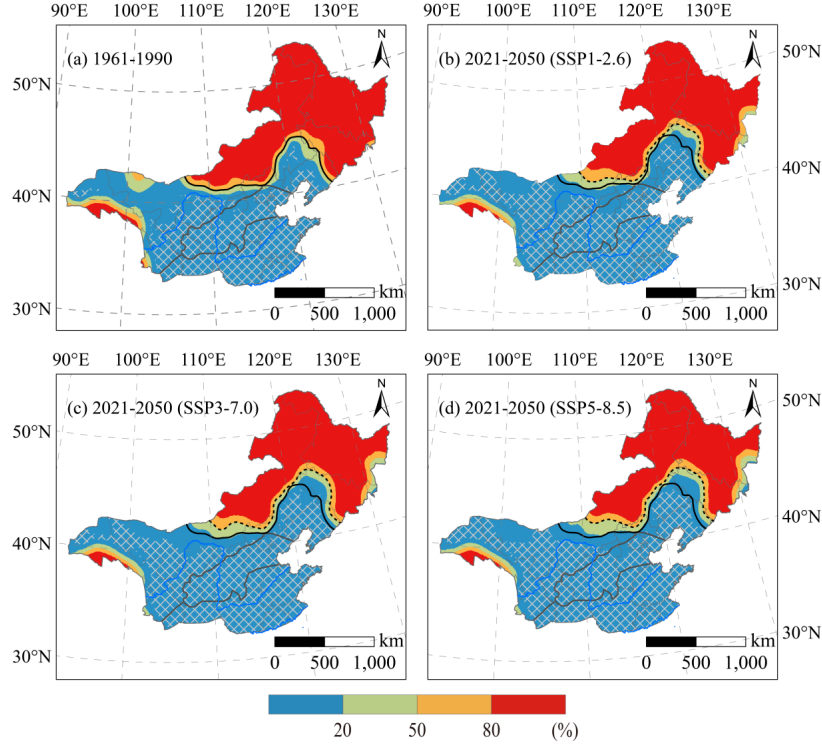 90°E 100°E 110°E 120°E 130°E
(a) 1961-1990
N
50°N
40°N
30°N
km
0 500 1,000
90°E 100°E 110°E 120°E 130°E
(b) 2021-2050 (SSP1-2.6)
N
50°N
40°N
30°N
km
0 500 1,000
90°E 100°E 110°E 120°E 130°E
(c) 2021-2050 (SSP3-7.0)
N
50°N
40°N
30°N
km
0 500 1,000
90°E 100°E 110°E 120°E 130°E
(d) 2021-2050 (SSP5-8.5)
N
50°N
40°N
30°N
km
0 500 1,000
20 50 80 (%)